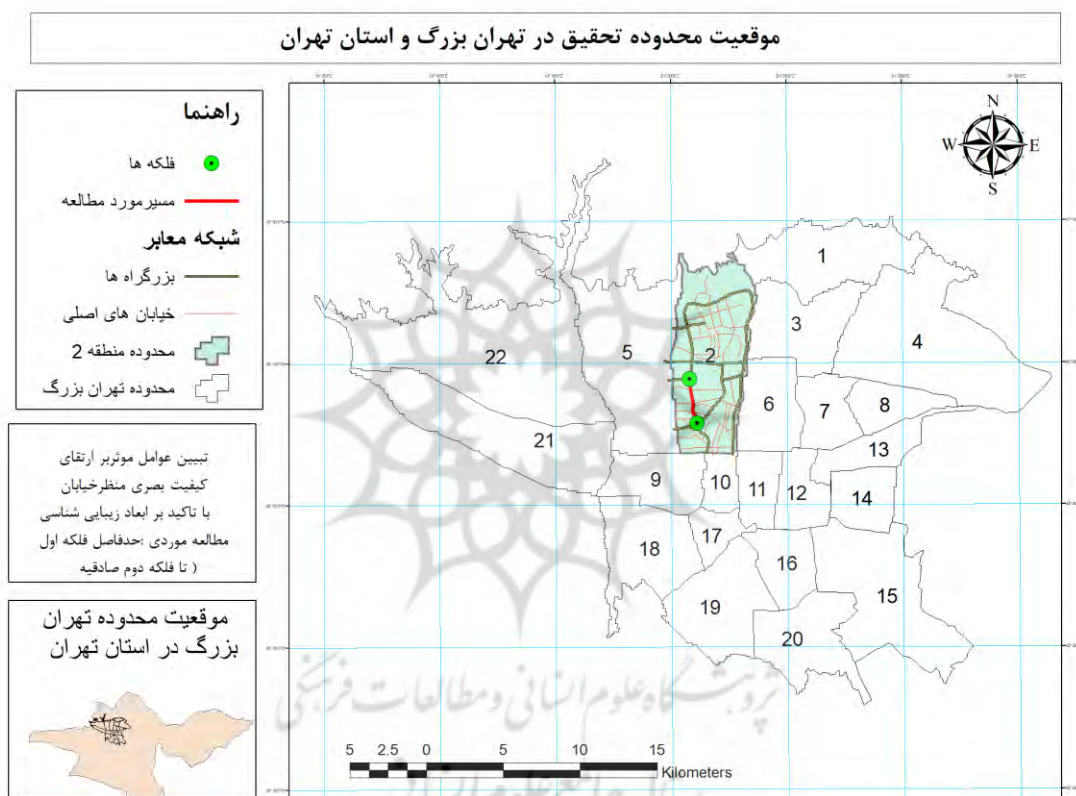 موقعیت محدوده تحقیق در تهران بزرگ و استان تهران
راهنما
فلکه ها
مسیرمورد مطالعه
شبکه معابر
بزرگراه ها
خیابان های اصلی
محدوده منطقه 2
محدوده تهران بزرگ
تبیین عوامل موثربر ارتقای
کیفیت بصری منظرخیابان
با تاکید بر ابعاد زیبایی شناسی
مطالعه موردی :حدفاصل فلکه اول
( تا فلکه دوم صادقیه
موقعیت محدوده تهران
بزرگ در استان تهران
N
W E
S
1
2
3
4
5
6
7
8
9
10
11
12
13
14
15
16
17
18
19
20
21
22
پژوهشگاه علوم انسانی و مطالعات فرهنگی
5 2.5 0 5 10 15
Kilometers